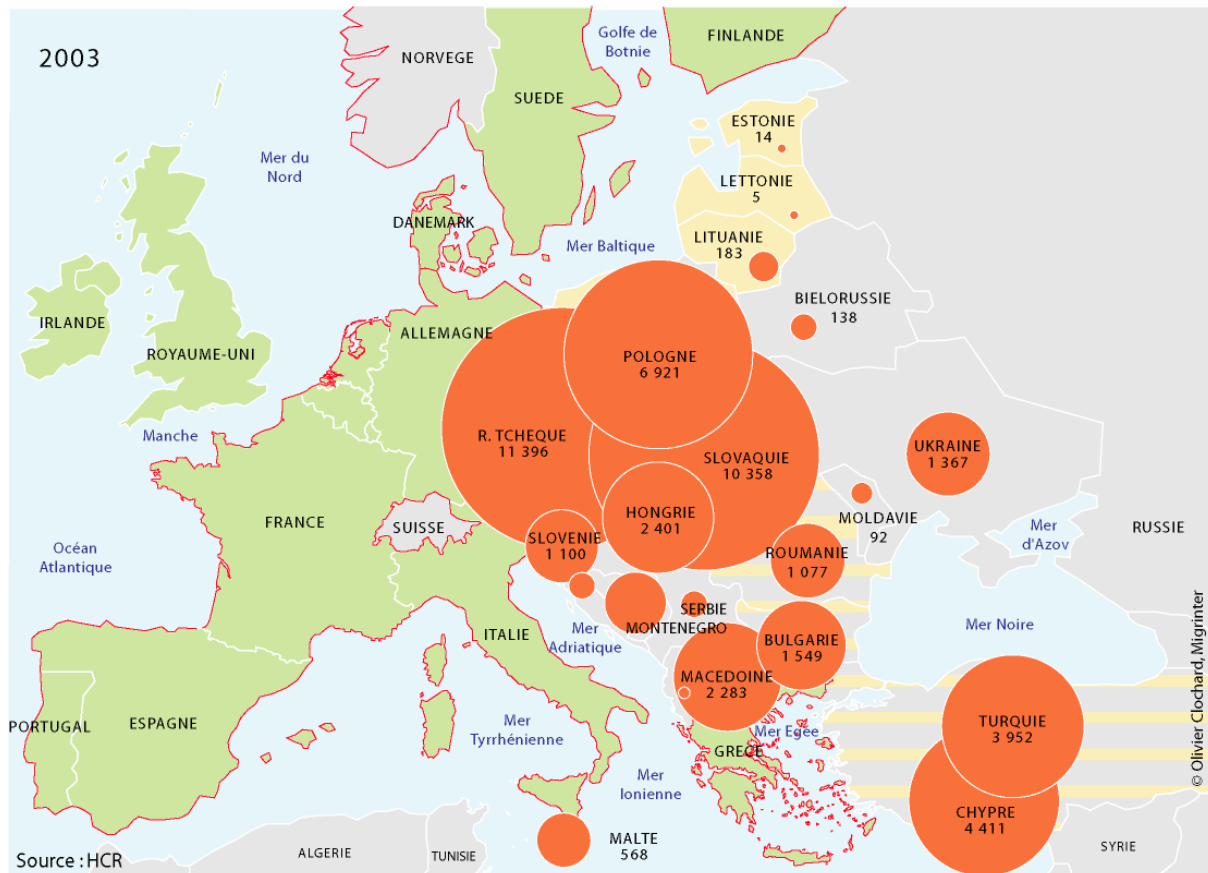 2003
NORVEGE
SUEDE
Golfe de
Botnie
FINLANDE
ESTONIE
14
Mer du
Nord
LETTONIE
5
DANEMARK
Mer Baltique
LITUANIE
183
BIELORUSSIE
138
IRLANDE
ROYAUME-UNI
ALLEMAGNE
POLOGNE
6 921
Manche
R. TCHEQUE
11 396
SLOVAQUIE
10 358
UKRAINE
1 367
FRANCE
SUISSE
HONGRIE
2 401
MOLDAVIE
92
Mer
d'Azov
RUSSIE
Océan
Atlantique
SLOVENIE
1 100
ROUMANIE
1 077
SERBIE
MONTENEGRO
Mer Noire
ITALIE
Mer
Adriatique
BULGARIE
1 549
MACEDOINE
2 283
PORTUGAL
ESPAGNE
Mer
Tyrrhénienne
Mer Egée
TURQUIE
3 952
GRECE
Mer
Ionienne
CHYPRE
4 411
MALTE
568
ALGERIE
TUNISIE
SYRIE
Source : HCR
© Olivier Clochard, Migrinter